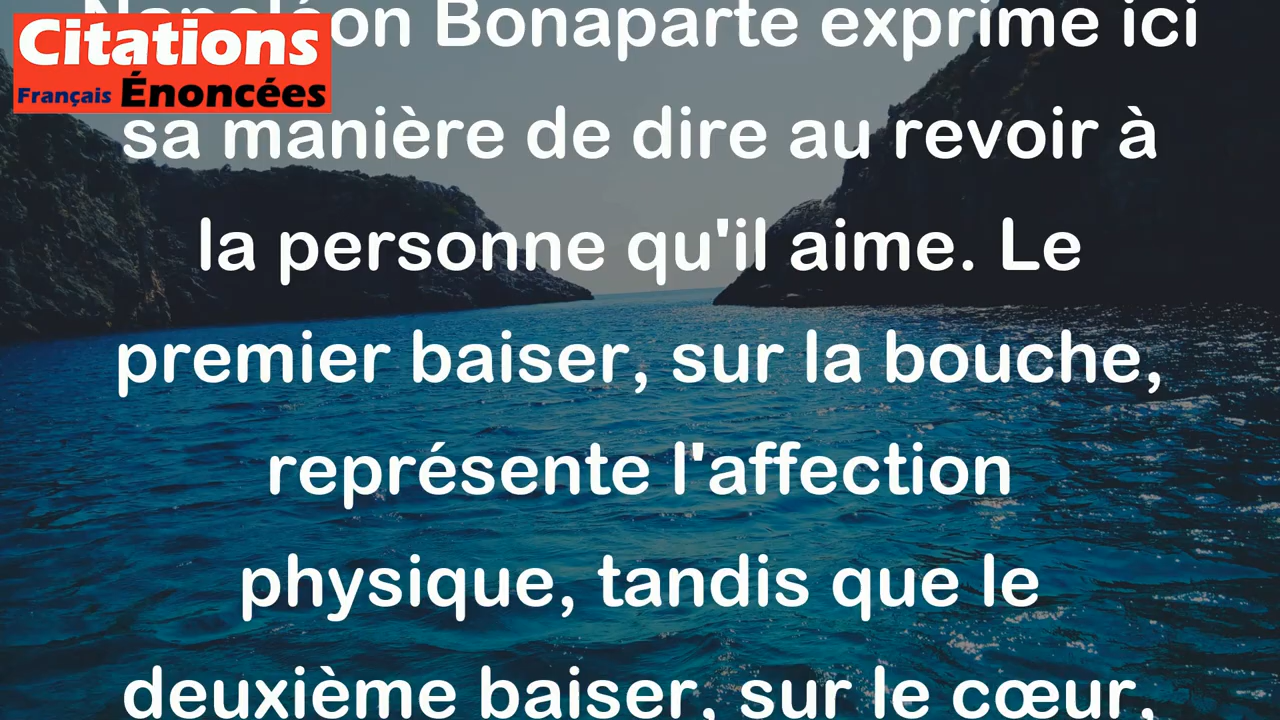 Citations
Français Énoncées
Napoléon Bonaparte exprime ici
sa manière de dire au revoir à
la personne qu'il aime. Le
premier baiser, sur la bouche,
représente l'affection
physique, tandis que le
deuxième baiser, sur le cœur,